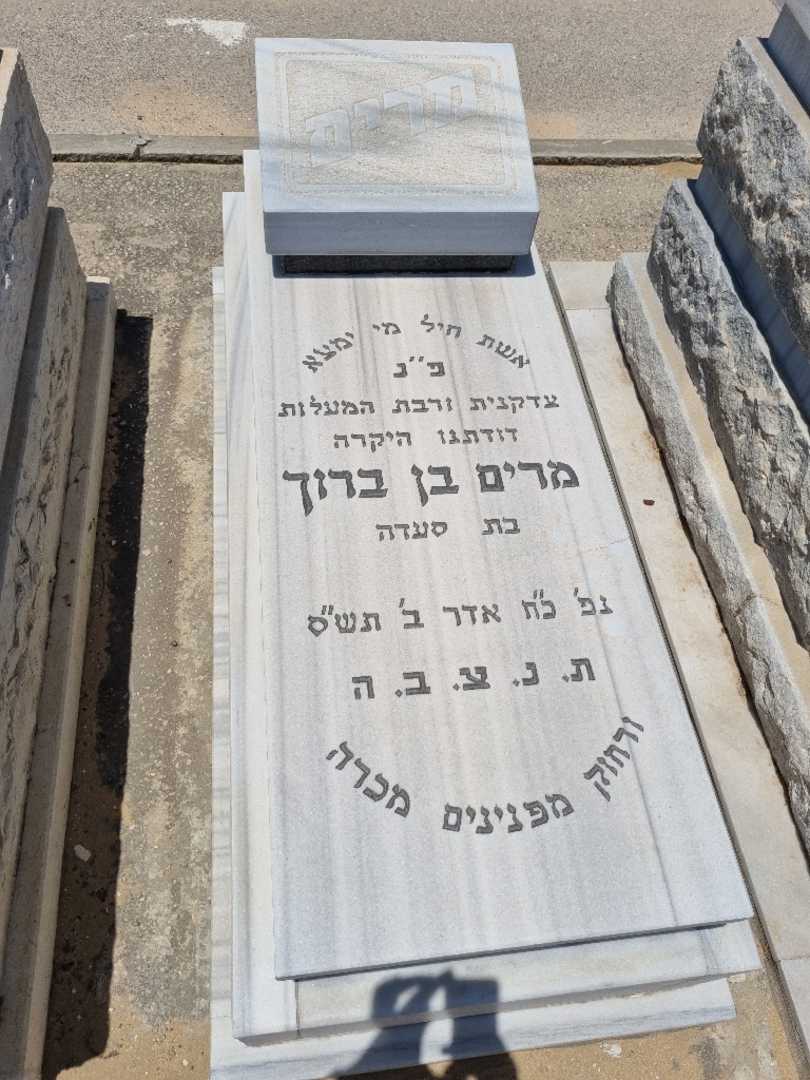 מרים
אשת חיל מי ימצא
פ"נ
צדקנית ורבת המעלות
דודתנו היקרה
מרים בן ברוך
בת סעדה
נפ' כ"ח אדר ב' תש"ס
ת. נ. צ. ב. ה
ורחוק מפנינים מכרה